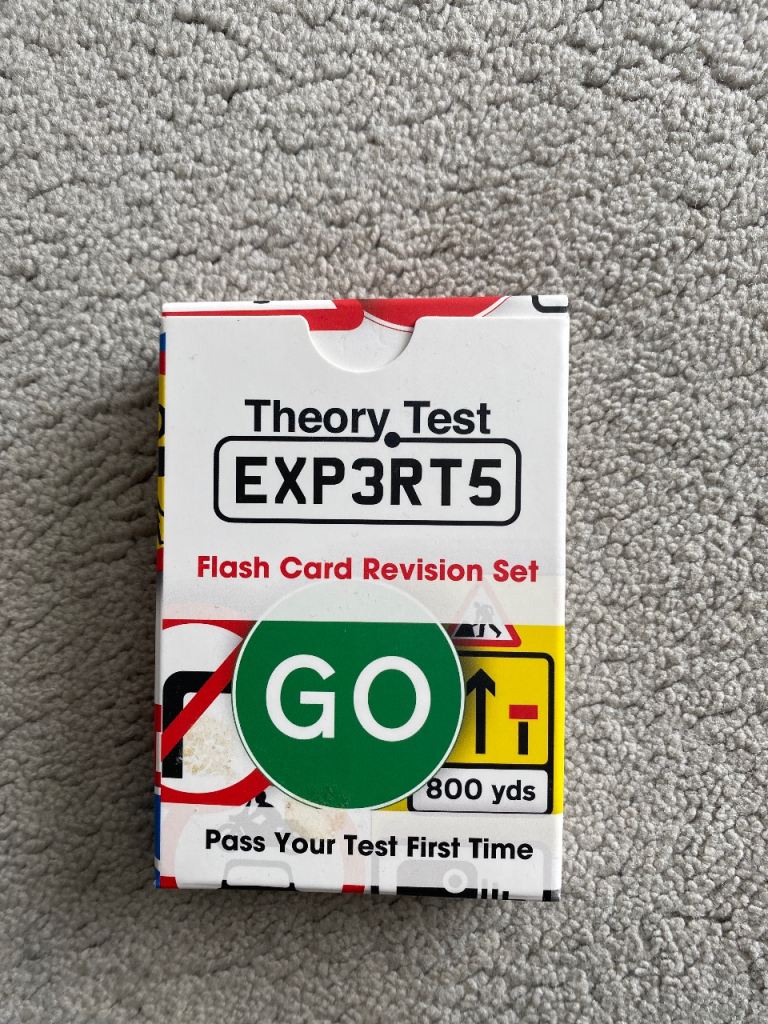 Theory Test
EXP3RT5
Flash Card Revision Set
GO
800 yds
Pass Your Test First Time